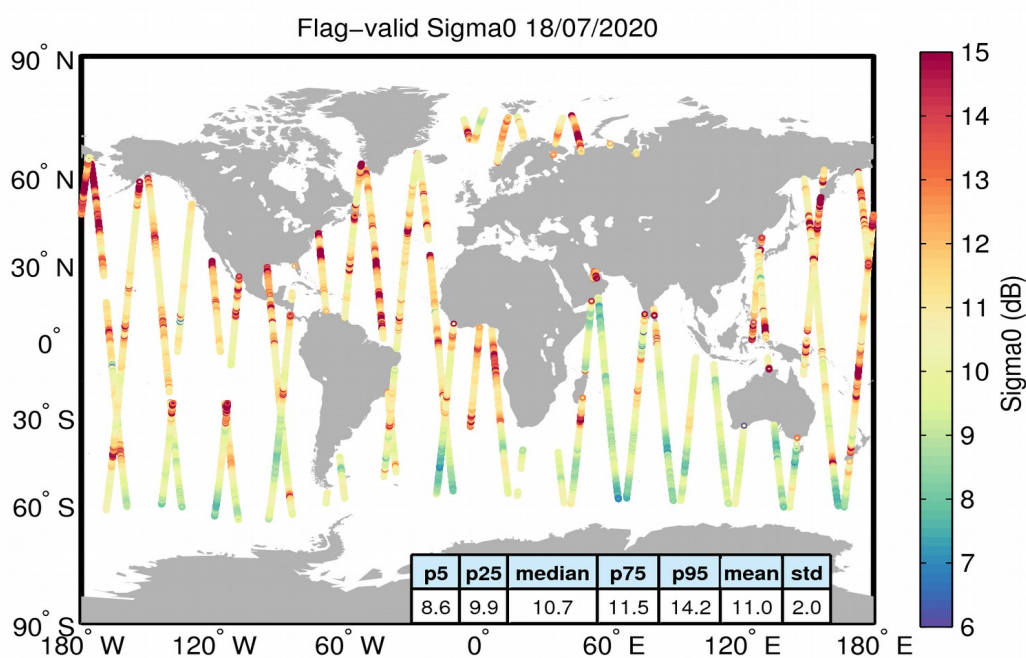 Flag−valid Sigma0 18/07/2020
90° N
60° N
30° N
0°
30° S
60° S
90° S
180° W
120° W
60° W
0°
60° E
120° E
180° E
15
14
13
12
11
10
9
8
7
6
Sigma0 (dB)
p5 p25 median p75 p95 mean std
8.6 9.9 10.7 11.5 14.2 11.0 2.0